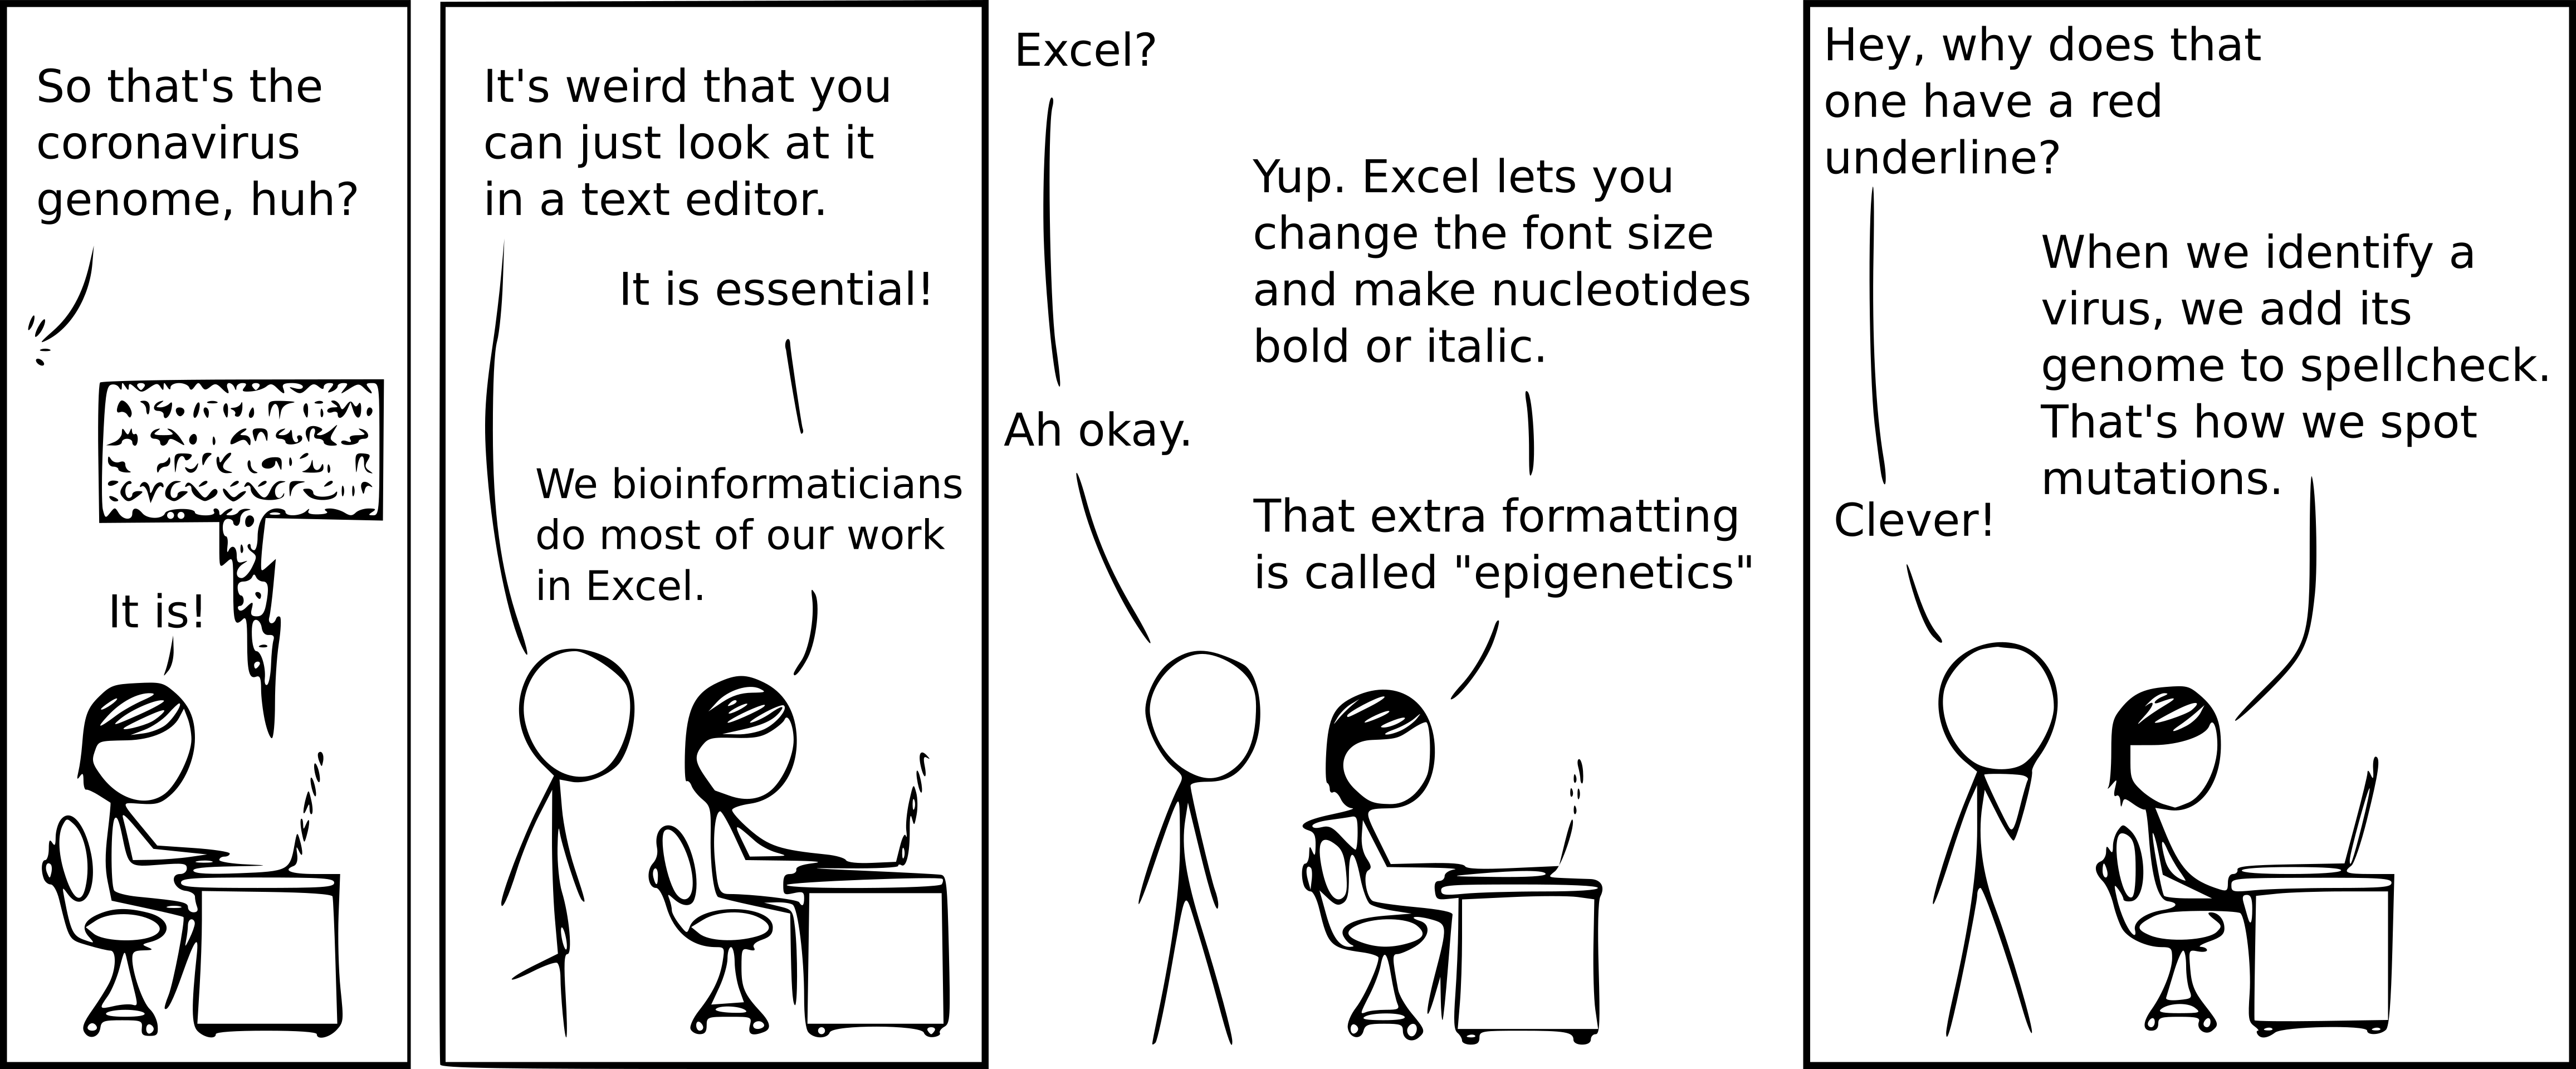 So that's the
coronavirus
genome, huh?
It is!
It's weird that you
can just look at it
in a text editor.
It is essential!
We bioinformaticians
do most of our work
in Excel.
Excel?
Yup. Excel lets you
change the font size
and make nucleotides
bold or italic.
Ah okay.
That extra formatting
is called "epigenetics"
Hey, why does that
one have a red
underline?
When we identify a
virus, we add its
genome to spellcheck.
That's how we spot
mutations.
Clever!